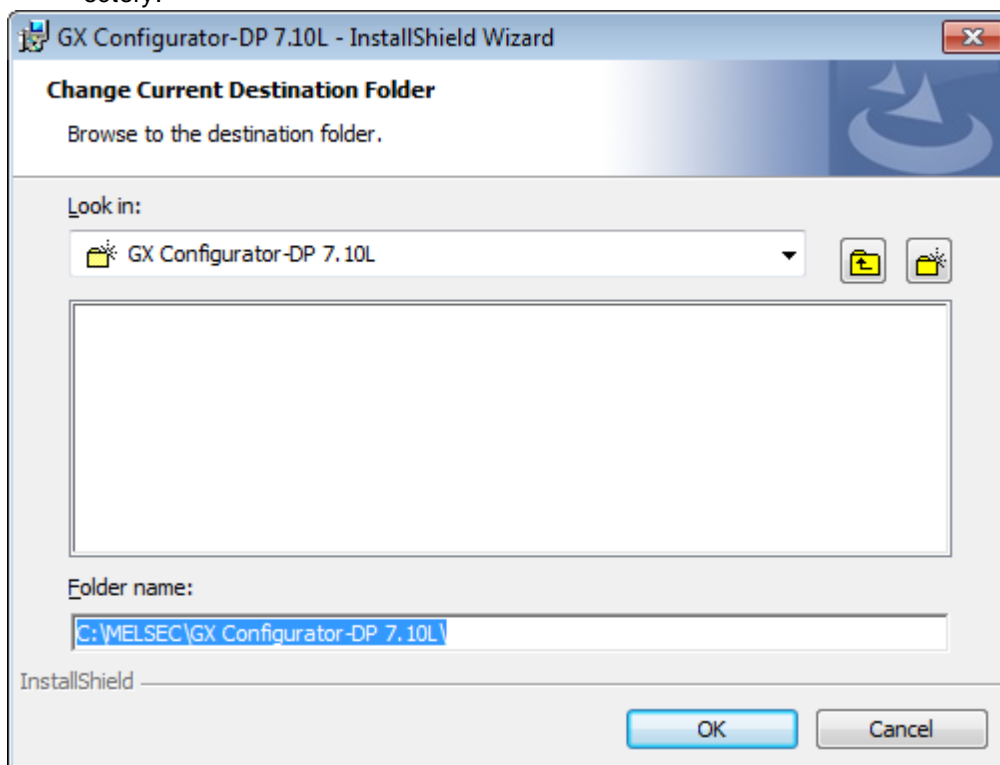 ectory.
GX Configurator-DP 7.10L - InstallShield Wizard
Change Current Destination Folder
Browse to the destination folder.
Look in:
GX Configurator-DP 7.10L
Folder name:
C:\MELSEC\GX Configurator-DP 7.10L\
InstallShield
OK Cancel